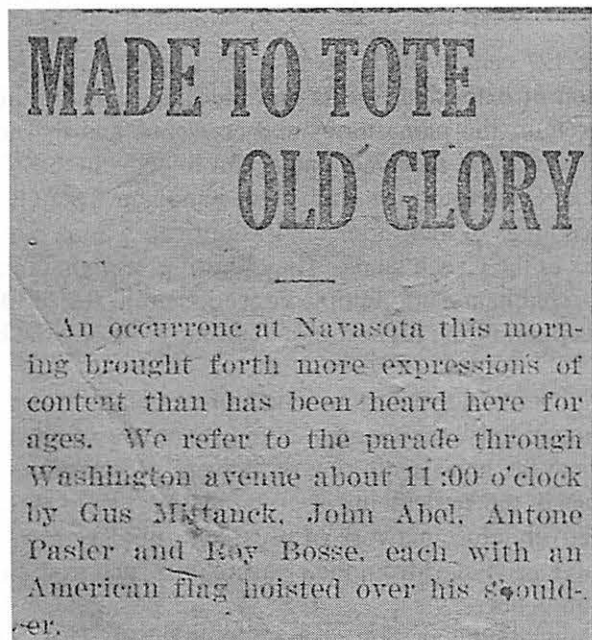 MADE TO TOTE
OLD GLORY
An occurrenc at Navasota this morn-
ing brought forth more expressions of
content than has been heard here for
ages. We refer to the parade through
Washington avenue about 11:00 o'clock
by Gus Mittanck, John Abel, Antone
Pasler and Roy Bosse, each with an
American flag hoisted over his should-
er.